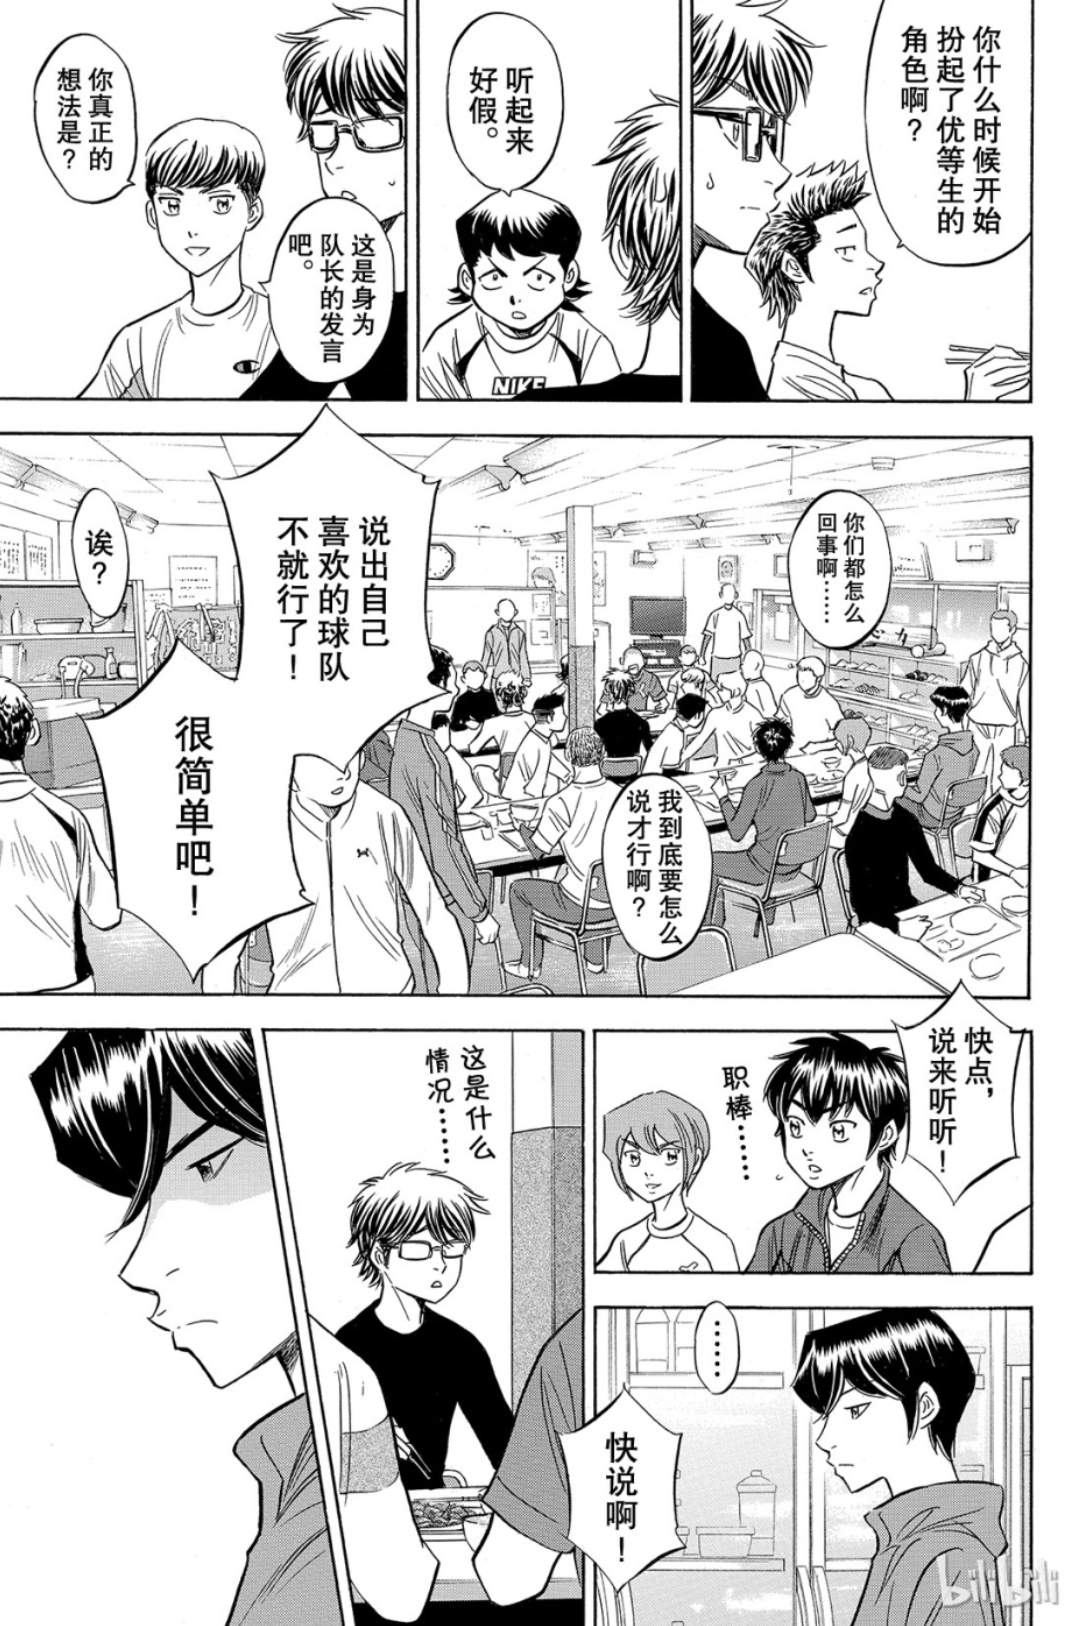 你什么时候开始
扮起了优等生的
角色啊？
听起来
好假。
NIKE
这是身为
队长的发言
吧。
你真正的
想法是？
你们都怎么
回事啊……
我到底要怎么
说才行啊？
说出自己
喜欢的球队
不就行了！
很简单吧！
诶？
快点，
说来听听！
职棒……
……
快说啊！
这是什么
情况……
bilibili